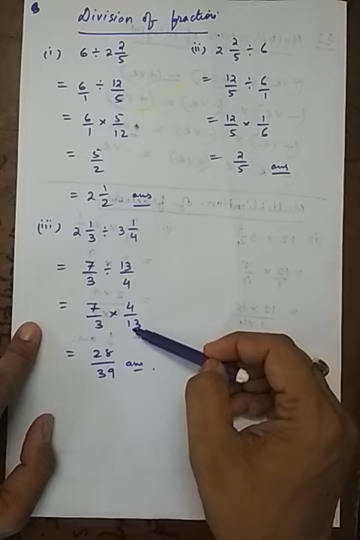 Division of fractions
(i) 6 ÷ 2 2/5
= 6/1 ÷ 12/5
= 6/1 × 5/12
= 5/2
= 2 1/2 ans
(ii) 2 2/5 ÷ 6
= 12/5 ÷ 6/1
= 12/5 × 1/6
= 2/5 ans
(iii) 2 1/3 ÷ 3 1/4
= 7/3 ÷ 13/4
= 7/3 × 4/13
= 28/39 ans.